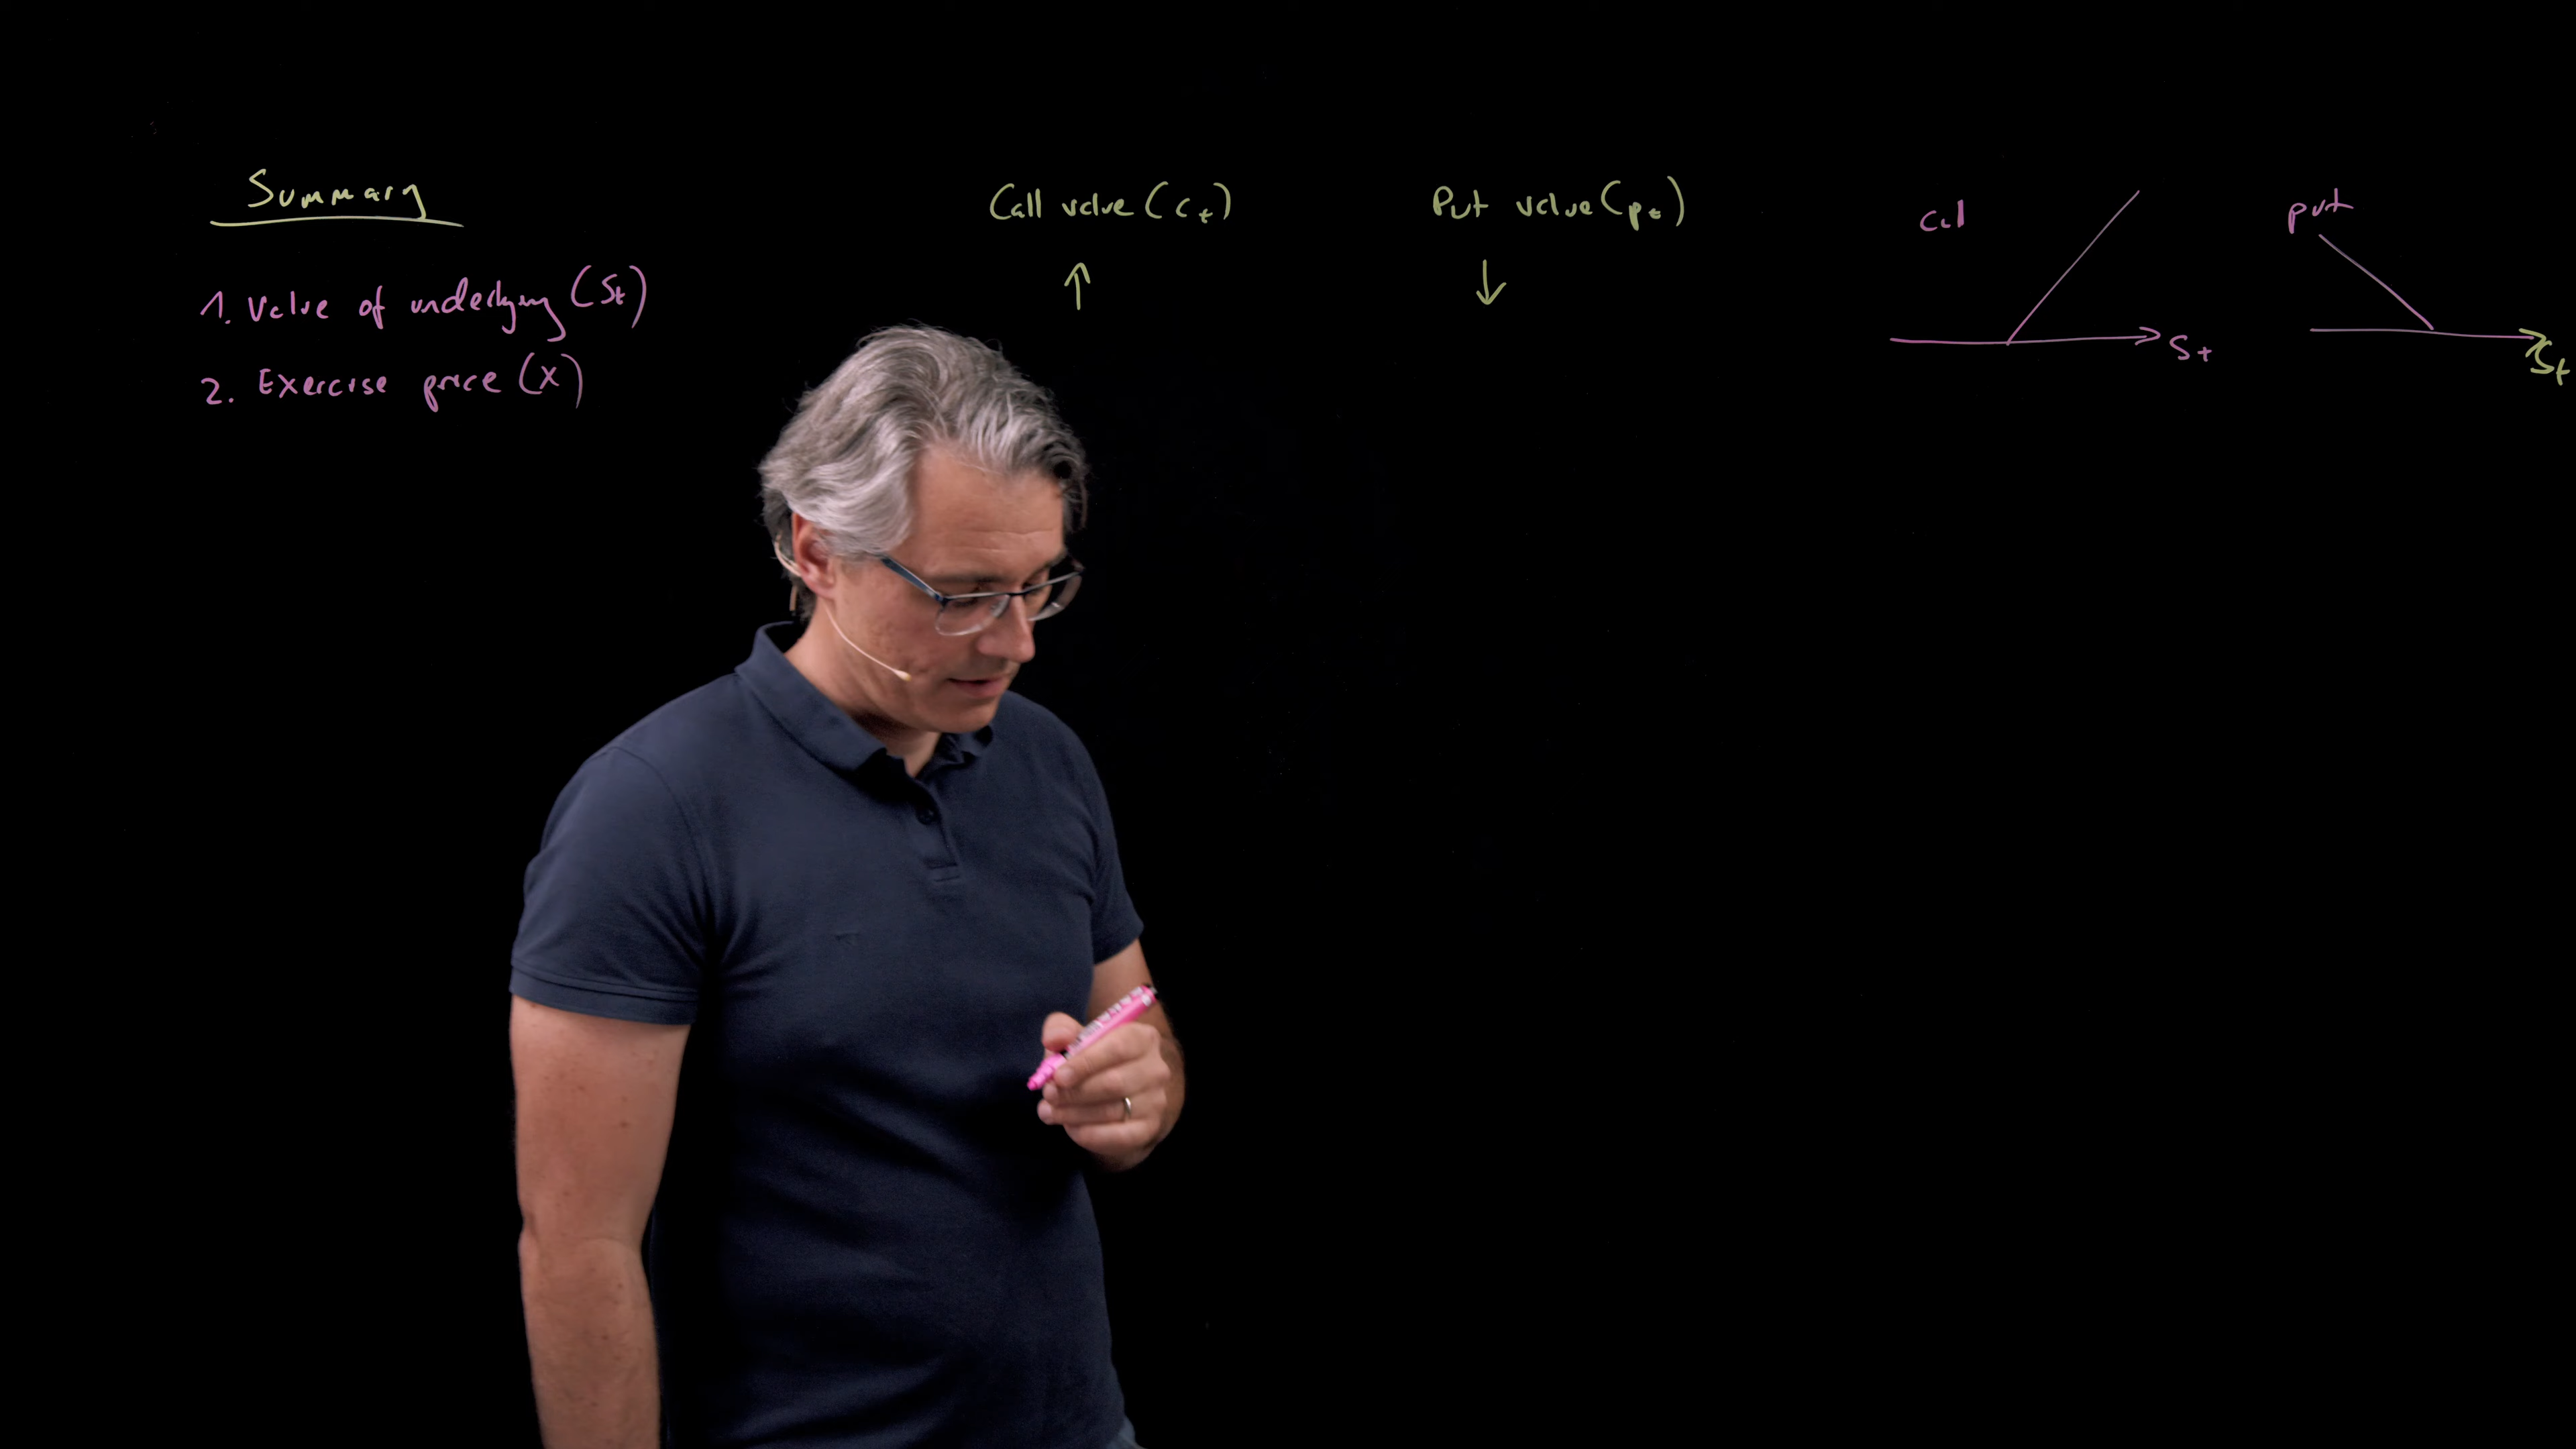 Summary
Call value (ct)
Put value (pt)
call
put
1. Value of underlying (St)
↑
↓
St
St
2. Exercise price (X)